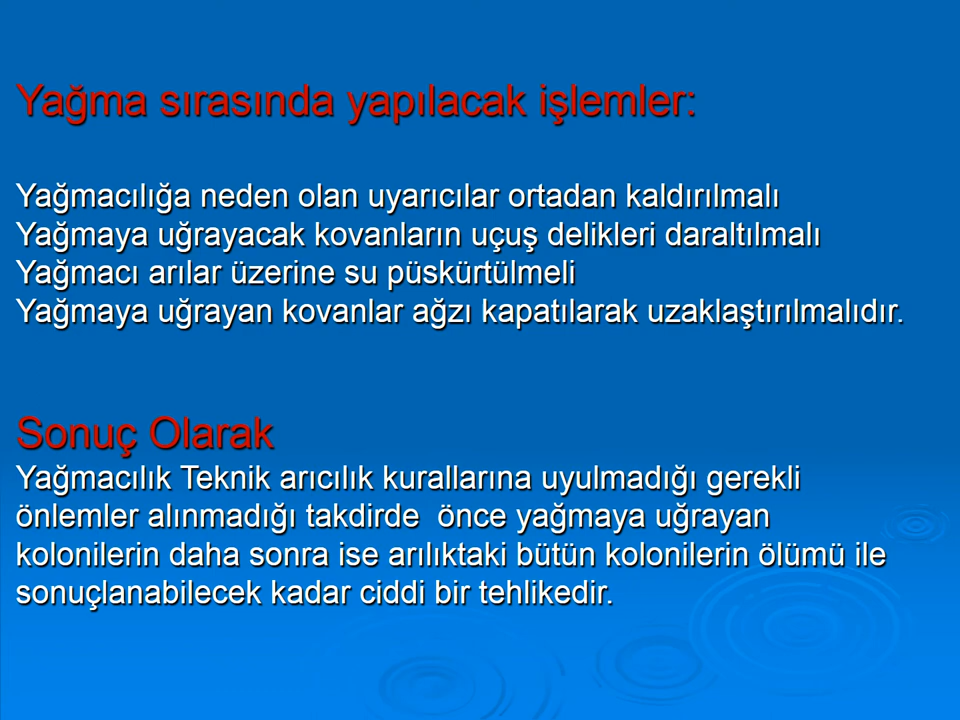 Yağma sırasında yapılacak işlemler:
Yağmacılığa neden olan uyarıcılar ortadan kaldırılmalı
Yağmaya uğrayacak kovanların uçuş delikleri daraltılmalı
Yağmacı arılar üzerine su püskürtülmeli
Yağmaya uğrayan kovanlar ağzı kapatılarak uzaklaştırılmalıdır.
Sonuç Olarak
Yağmacılık Teknik arıcılık kurallarına uyulmadığı gerekli
önlemler alınmadığı takdirde  önce yağmaya uğrayan
kolonilerin daha sonra ise arılıktaki bütün kolonilerin ölümü ile
sonuçlanabilecek kadar ciddi bir tehlikedir.